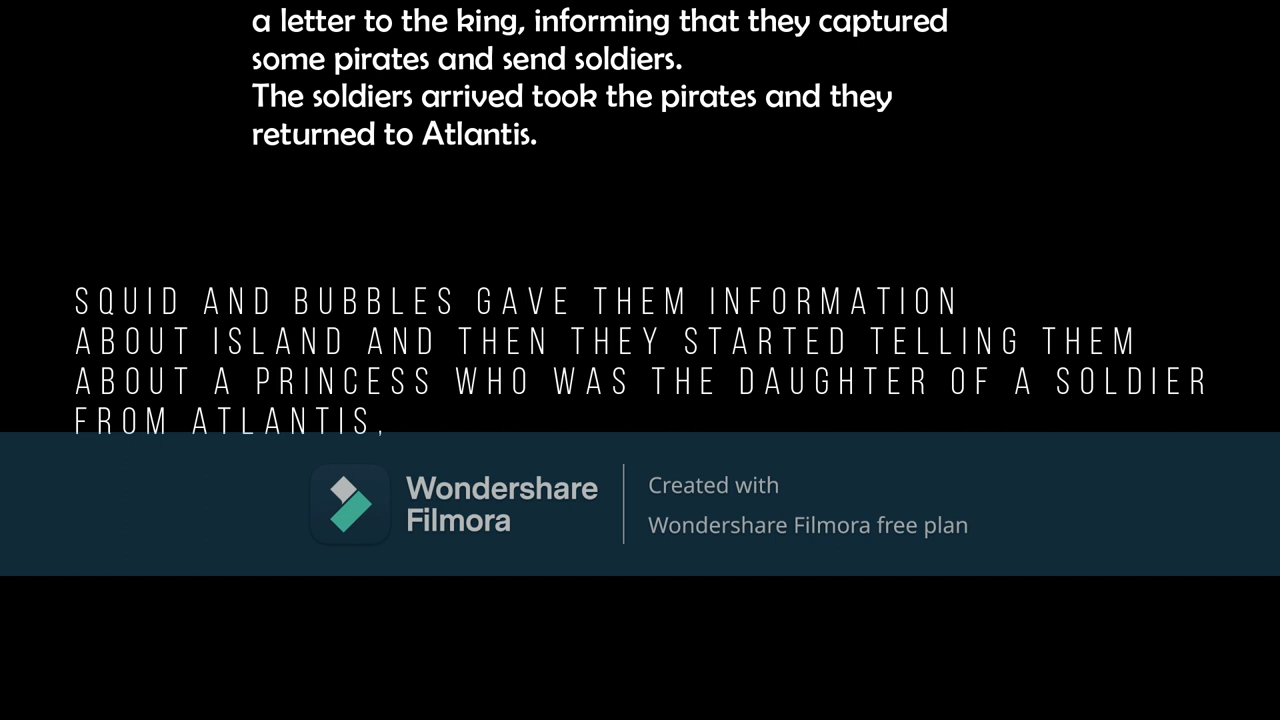 a letter to the king, informing that they captured
some pirates and send soldiers.
The soldiers arrived took the pirates and they
returned to Atlantis.
SQUID AND BUBBLES GAVE THEM INFORMATION
ABOUT ISLAND AND THEN THEY STARTED TELLING THEM
ABOUT A PRINCESS WHO WAS THE DAUGHTER OF A SOLDIER
FROM ATLANTIS,
Wondershare
Filmora
Created with
Wondershare Filmora free plan